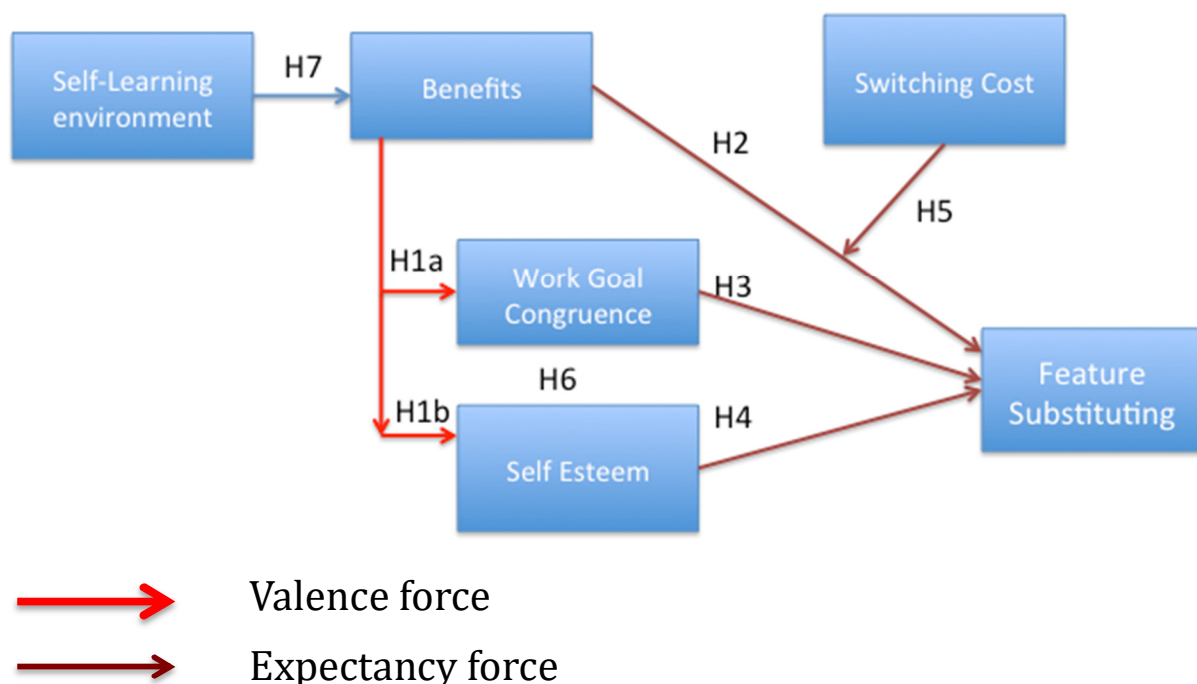 Self-Learning
environment
H7
Benefits
Switching Cost
H2
H5
H1a
Work Goal
Congruence
H3
H6
H1b
Self Esteem
H4
Feature
Substituting
Valence force
Expectancy force